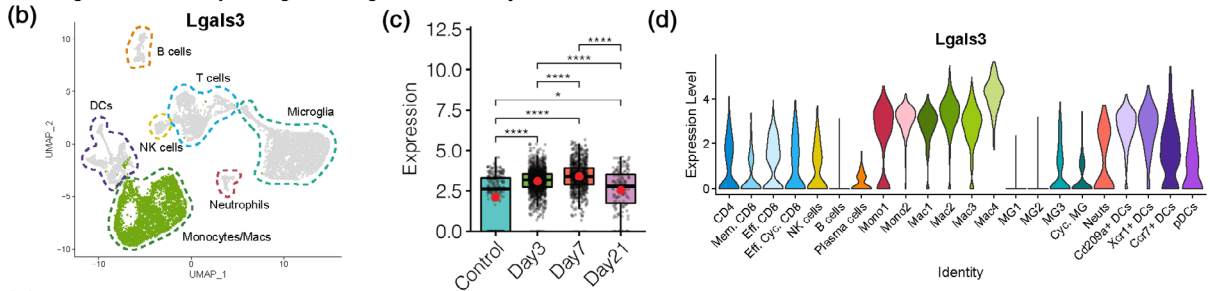 (b)
Lgals3
B cells
T cells
DCs
Microglia
NK cells
Neutrophils
Monocytes/Macs
UMAP_2
10
5
0
−5
−10
−10
0
10
UMAP_1
(c)
Expression
12.5
10.0
7.5
5.0
2.5
0.0
****
****
****
*
****
****
Control
Day3
Day7
Day21
(d)
Lgals3
Expression Level
4
2
0
CD4
Mem. CD8
Eff. CD8
Eff. Cyc. CD8
NK cells
B cells
Plasma cells
Mono1
Mono2
Mac1
Mac2
Mac3
Mac4
MG1
MG2
MG3
Cyc. MG
Neuts
Cd209a+ DCs
Xcr1+ DCs
Ccr7+ DCs
pDCs
Identity